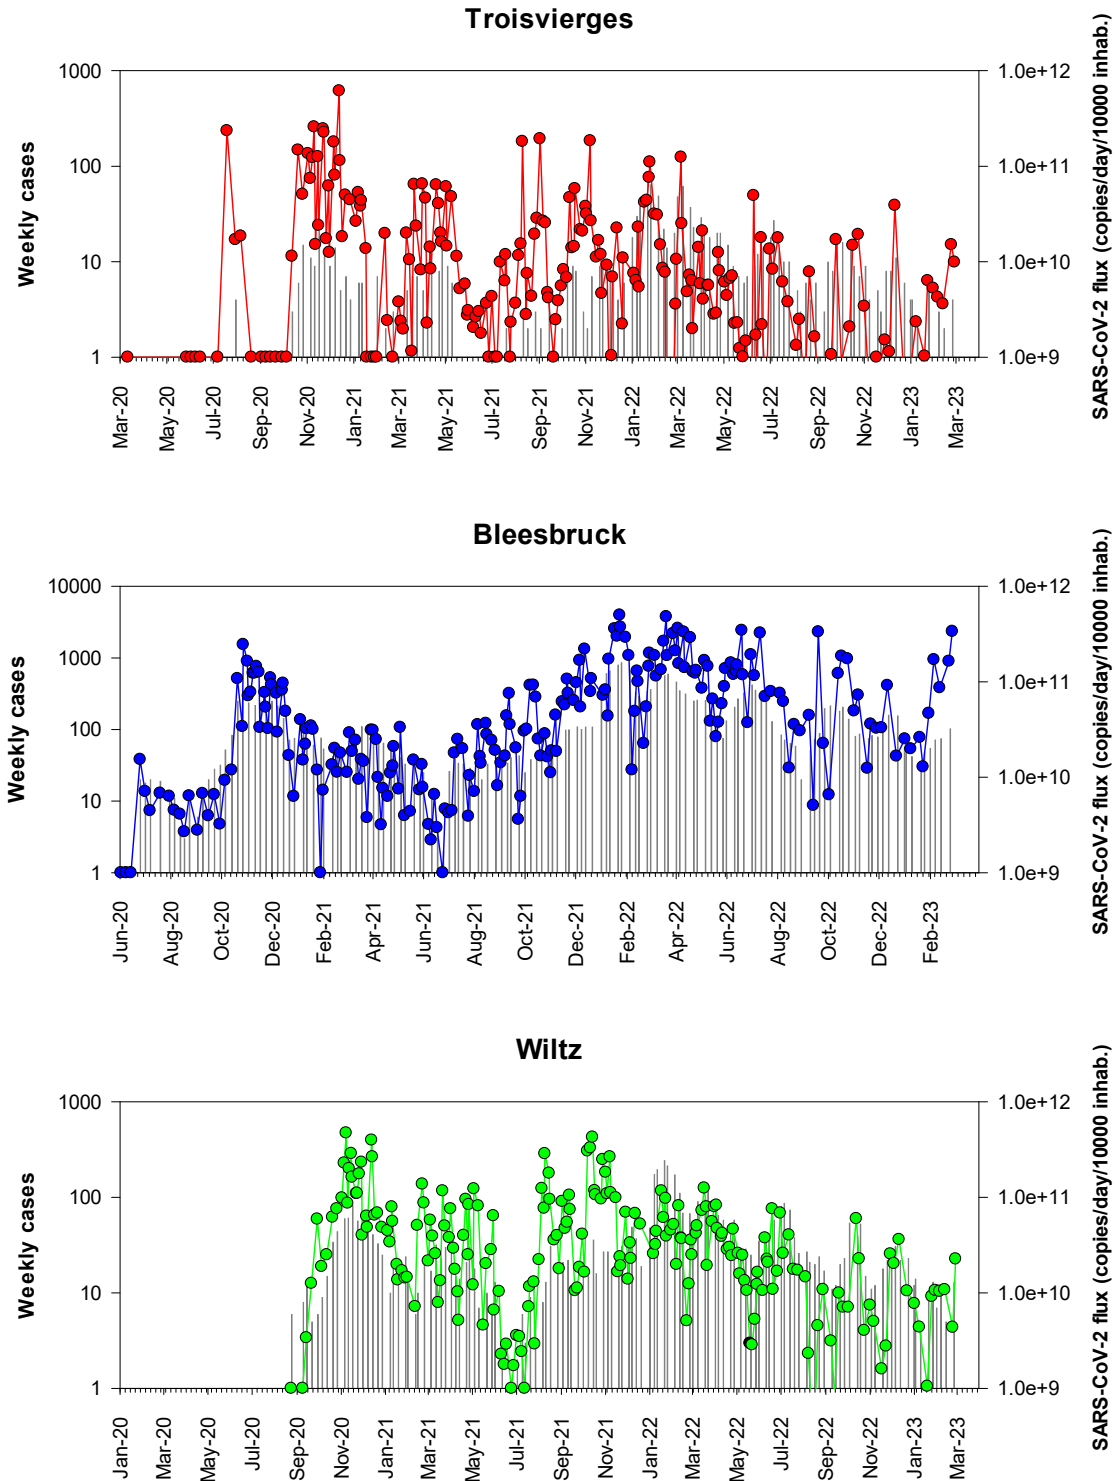 Troisvierges
Weekly cases
1000
100
10
1
1.0e+12
1.0e+11
1.0e+10
1.0e+9
SARS-CoV-2 flux (copies/day/10000 inhab.)
Mar-20
May-20
Jul-20
Sep-20
Nov-20
Jan-21
Mar-21
May-21
Jul-21
Sep-21
Nov-21
Jan-22
Mar-22
May-22
Jul-22
Sep-22
Nov-22
Jan-23
Mar-23
Bleesbruck
Weekly cases
10000
1000
100
10
1
1.0e+12
1.0e+11
1.0e+10
1.0e+9
SARS-CoV-2 flux (copies/day/10000 inhab.)
Jun-20
Aug-20
Oct-20
Dec-20
Feb-21
Apr-21
Jun-21
Aug-21
Oct-21
Dec-21
Feb-22
Apr-22
Jun-22
Aug-22
Oct-22
Dec-22
Feb-23
Wiltz
Weekly cases
1000
100
10
1
1.0e+12
1.0e+11
1.0e+10
1.0e+9
SARS-CoV-2 flux (copies/day/10000 inhab.)
Jan-20
Mar-20
May-20
Jul-20
Sep-20
Nov-20
Jan-21
Mar-21
May-21
Jul-21
Sep-21
Nov-21
Jan-22
Mar-22
May-22
Jul-22
Sep-22
Nov-22
Jan-23
Mar-23